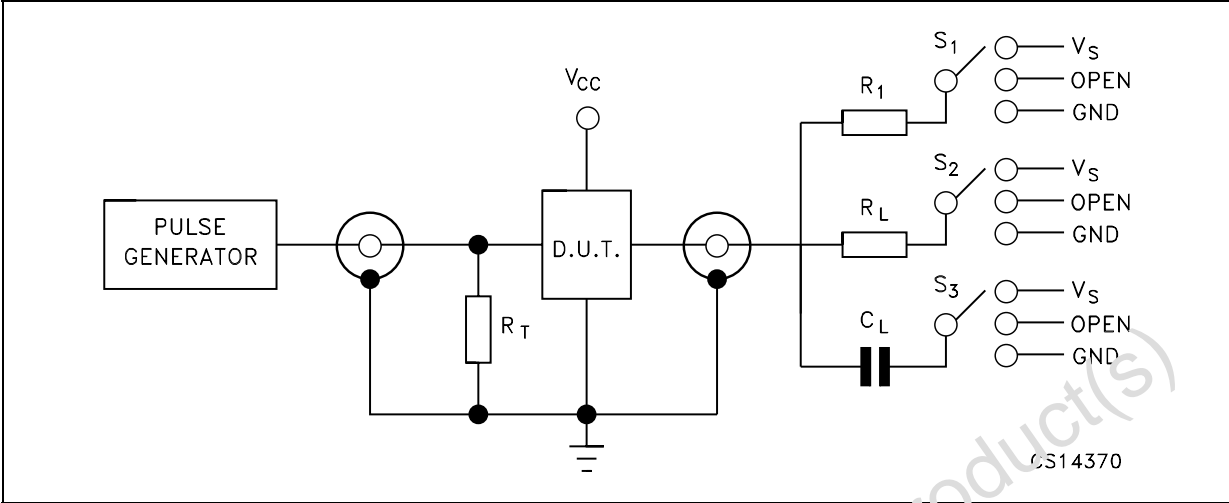 PULSE
GENERATOR
RT
VCC
D.U.T.
R1
S1
VS
OPEN
GND
RL
S2
VS
OPEN
GND
CL
S3
VS
OPEN
GND
CS14370